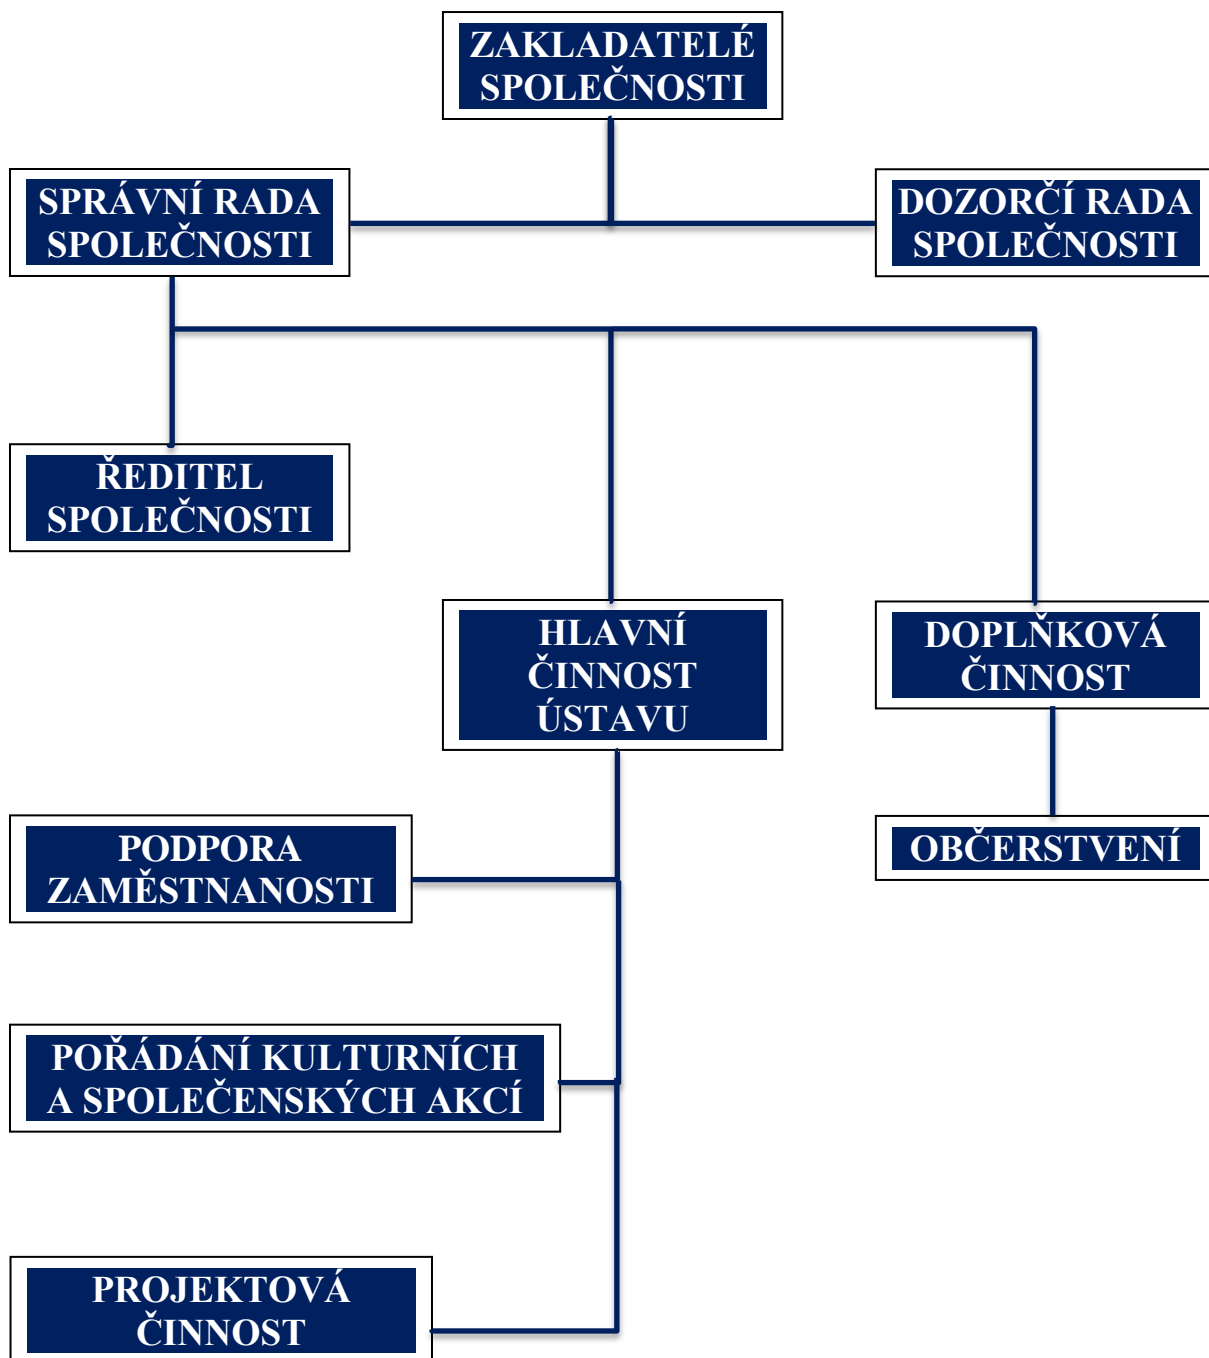 ZAKLADATELÉ
SPOLEČNOSTI
SPRÁVNÍ RADA
SPOLEČNOSTI
DOZORČÍ RADA
SPOLEČNOSTI
ŘEDITEL
SPOLEČNOSTI
HLAVNÍ
ČINNOST
ÚSTAVU
DOPLŇKOVÁ
ČINNOST
PODPORA
ZAMĚSTNANOSTI
OBČERSTVENÍ
POŘÁDÁNÍ KULTURNÍCH
A SPOLEČENSKÝCH AKCÍ
PROJEKTOVÁ
ČINNOST